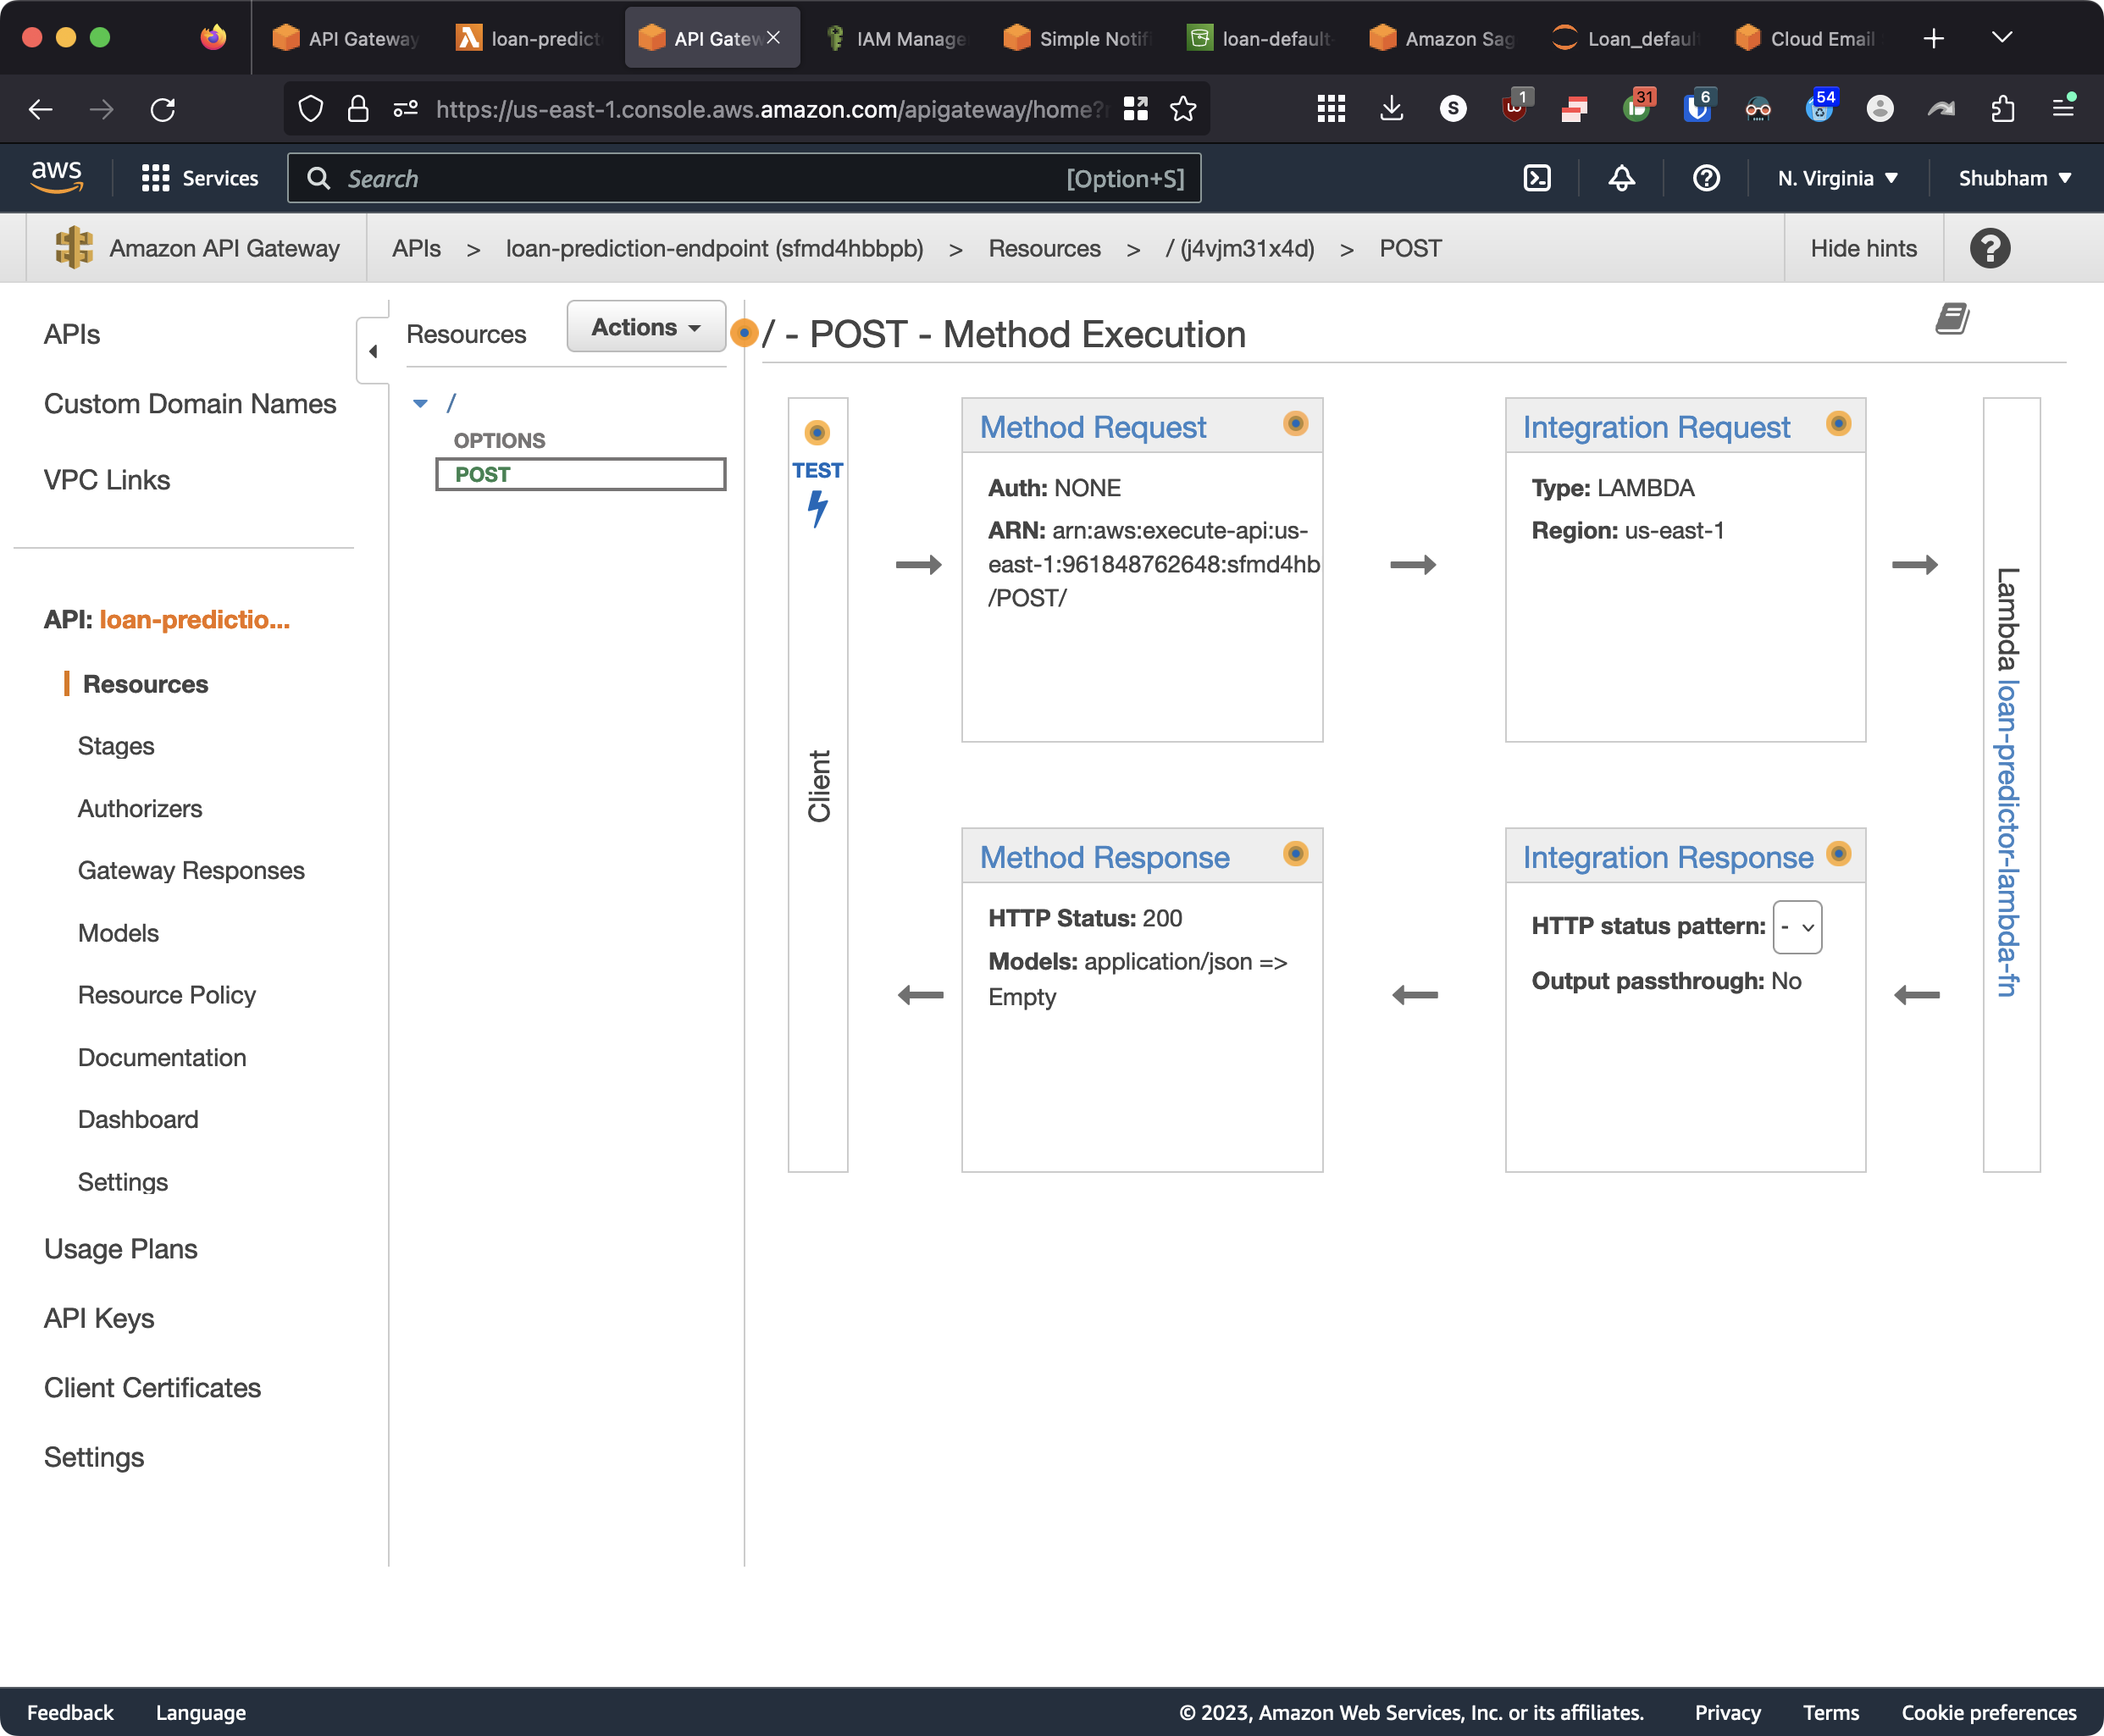 API Gateway
loan-predict
API Gatew
IAM Manage
Simple Notifi
loan-default-
Amazon Sag
Loan_defaul
Cloud Email
https://us-east-1.console.aws.amazon.com/apigateway/home?
S
1
31
6
54
aws
Services
Search
[Option+S]
N. Virginia
Shubham
Amazon API Gateway
APIs > loan-prediction-endpoint (sfmd4hbbpb) > Resources > / (j4vjm31x4d) > POST
Hide hints
APIs
Custom Domain Names
VPC Links
API: loan-predictio...
Resources
Stages
Authorizers
Gateway Responses
Models
Resource Policy
Documentation
Dashboard
Settings
Usage Plans
API Keys
Client Certificates
Settings
Resources
Actions
/
OPTIONS
POST
/ - POST - Method Execution
TEST
Client
Method Request
Auth: NONE
ARN: arn:aws:execute-api:us-
east-1:961848762648:sfmd4hb
/POST/
Integration Request
Type: LAMBDA
Region: us-east-1
Lambda loan-predictor-lambda-fn
Method Response
HTTP Status: 200
Models: application/json =>
Empty
Integration Response
HTTP status pattern: -
Output passthrough: No
Feedback
Language
© 2023, Amazon Web Services, Inc. or its affiliates.
Privacy
Terms
Cookie preferences